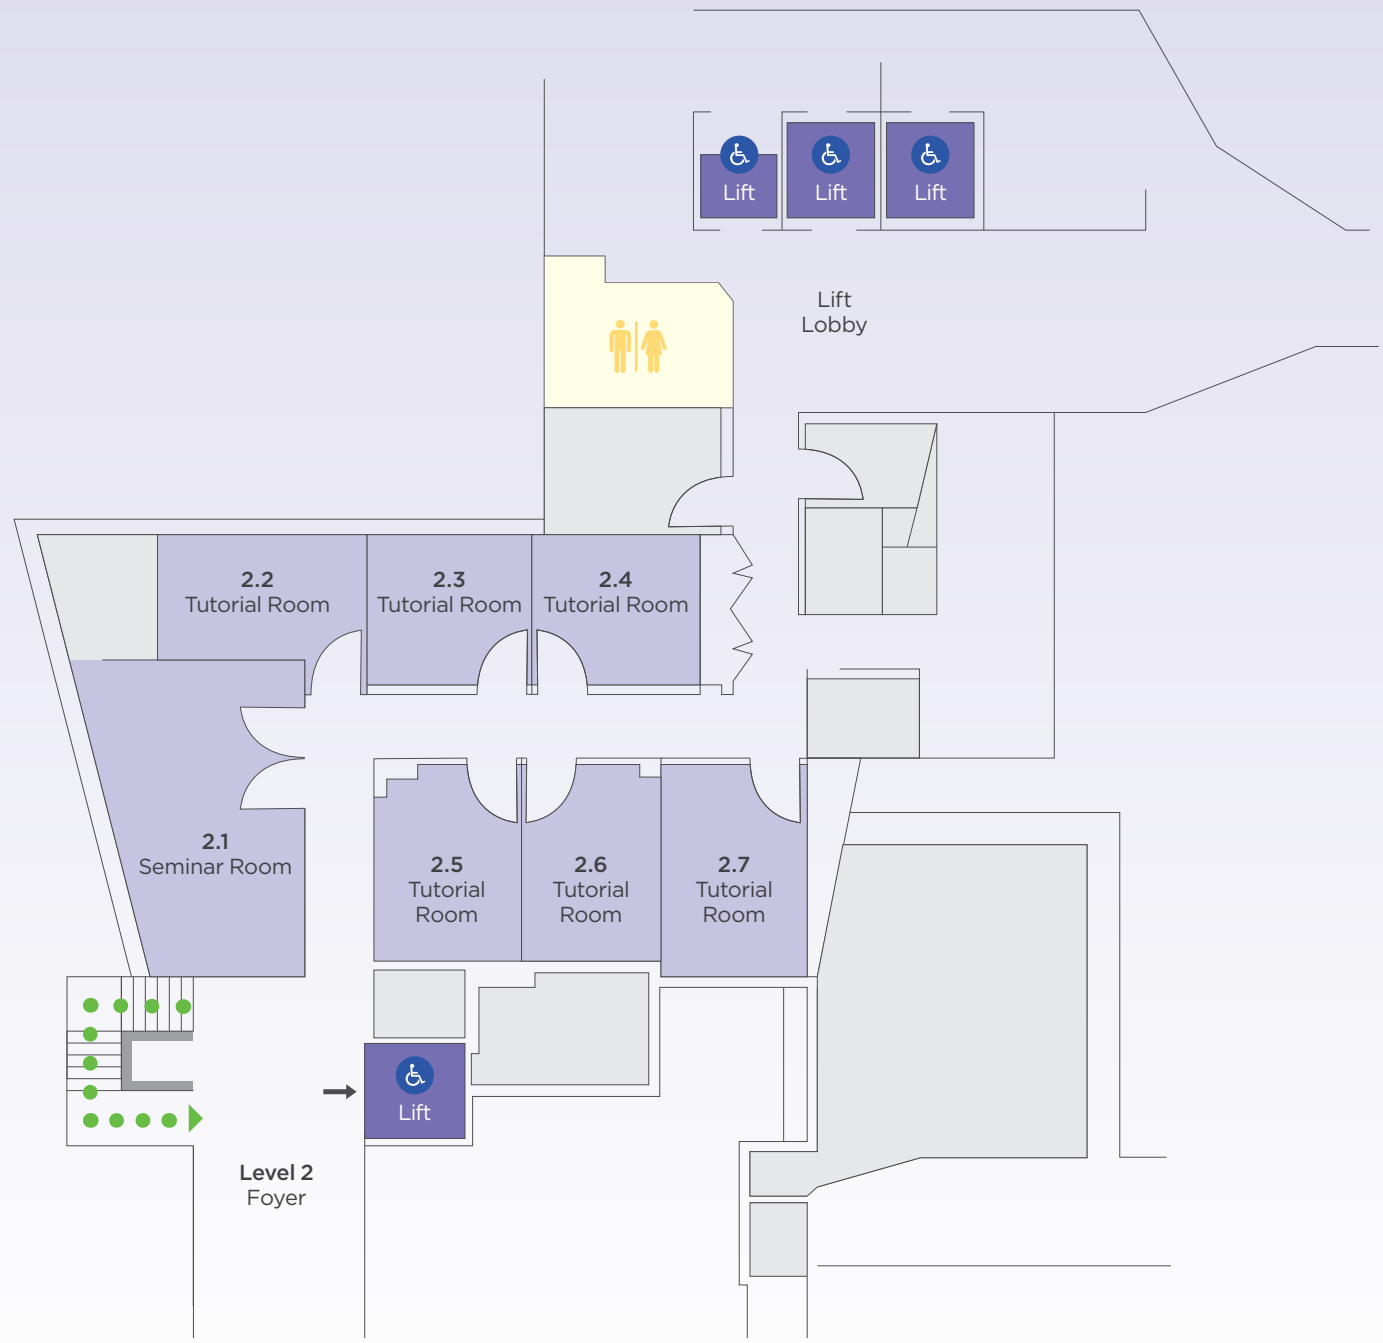 Lift
Lift
Lift
Lift
Lobby
2.2
Tutorial Room
2.3
Tutorial Room
2.4
Tutorial Room
2.1
Seminar Room
2.5
Tutorial
Room
2.6
Tutorial
Room
2.7
Tutorial
Room
Lift
Level 2
Foyer